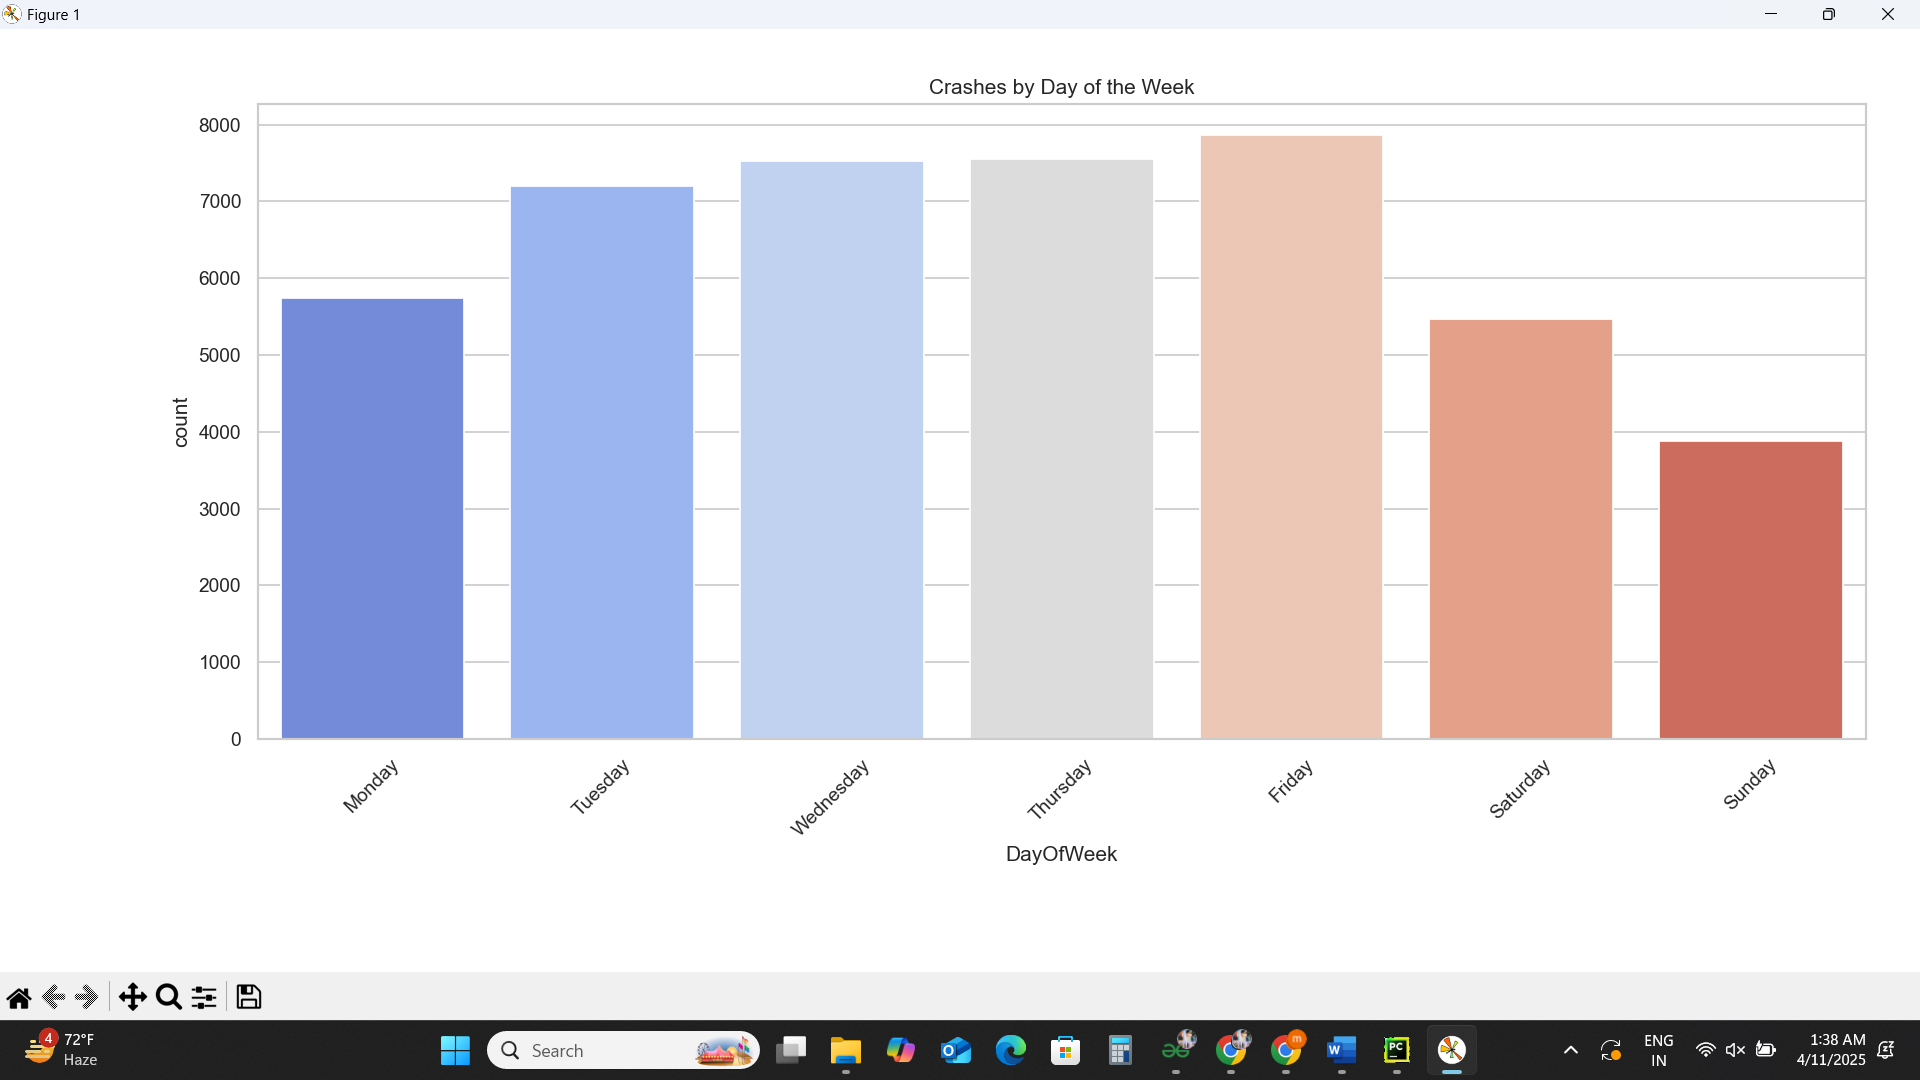 Figure 1
Crashes by Day of the Week
8000
7000
6000
5000
4000
3000
2000
1000
0
count
Monday
Tuesday
Wednesday
Thursday
Friday
Saturday
Sunday
DayOfWeek
4
72°F
Haze
Search
m
W
PC
ENG
IN
1:38 AM
4/11/2025